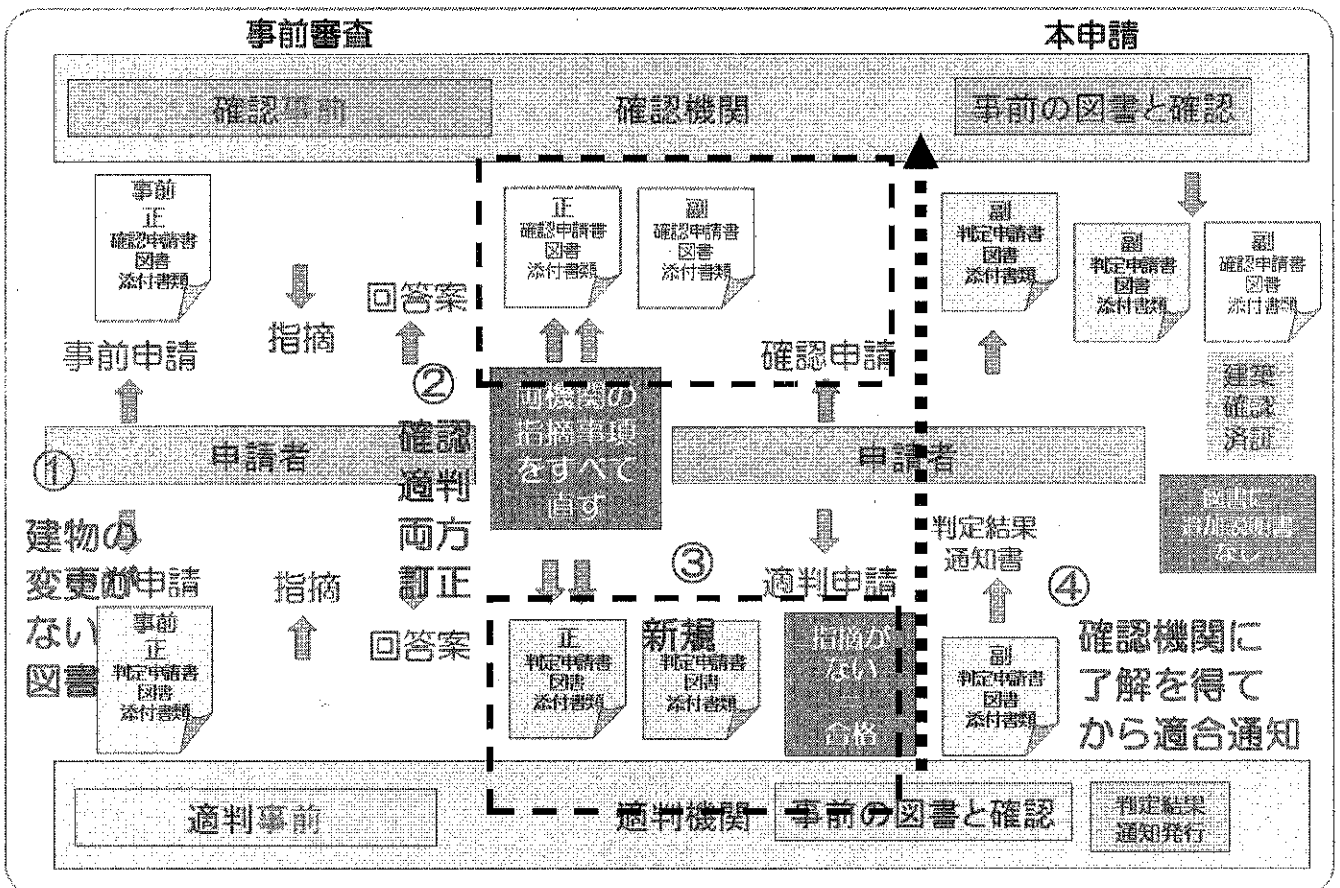 事前審査
本申請
確認事前
確認機関
事前の図書と確認
事前
正
確認申請書
図書
添付書類
正
確認申請書
図書
添付書類
副
確認申請書
図書
添付書類
副
判定申請書
図書
添付書類
副
判定申請書
図書
添付書類
副
確認申請書
図書
添付書類
指摘
回答案
事前申請
確認申請
建築
確認
済証
②
確認
適判
両方
訂正
両機関の
指摘事項
をすべて
直す
①
申請者
申請者
建物の
変更が
ない
図書
申請
図書に
追加説明書
なし
判定結果
通知書
指摘
回答案
③
適判申請
④
事前
正
判定申請書
図書
添付書類
正
判定申請書
図書
添付書類
新規
判定申請書
図書
添付書類
指摘が
ない
合格
副
判定申請書
図書
添付書類
確認機関に
了解を得て
から適合通知
適判事前
適判機関
事前の図書と確認
判定結果
通知発行